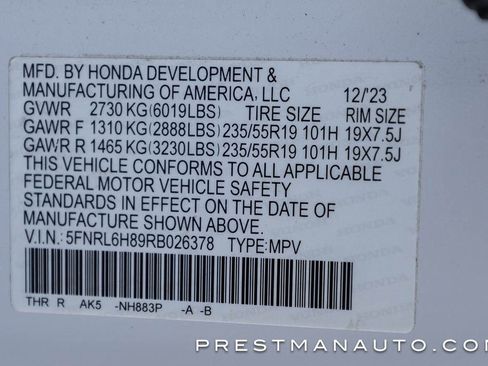 MFD. BY HONDA DEVELOPMENT &
MANUFACTURING OF AMERICA, LLC 12/23
GVWR 2730 KG(6019LBS) TIRE SIZE RIM SIZE
GAWR F 1310 KG(2888LBS) 235/55R19 101H 19X7.5J
GAWR R 1465 KG(3230LBS) 235/55R19 101H 19X7.5J
THIS VEHICLE CONFORMS TO ALL APPLICABLE
FEDERAL MOTOR VEHICLE SAFETY
STANDARDS IN EFFECT ON THE DATE OF
MANUFACTURE SHOWN ABOVE.
V.I.N.: 5FNRL6H89RB026378 TYPE:MPV
THR R AK5 -NH883P -A -B
PRESTMANAUTO.COM